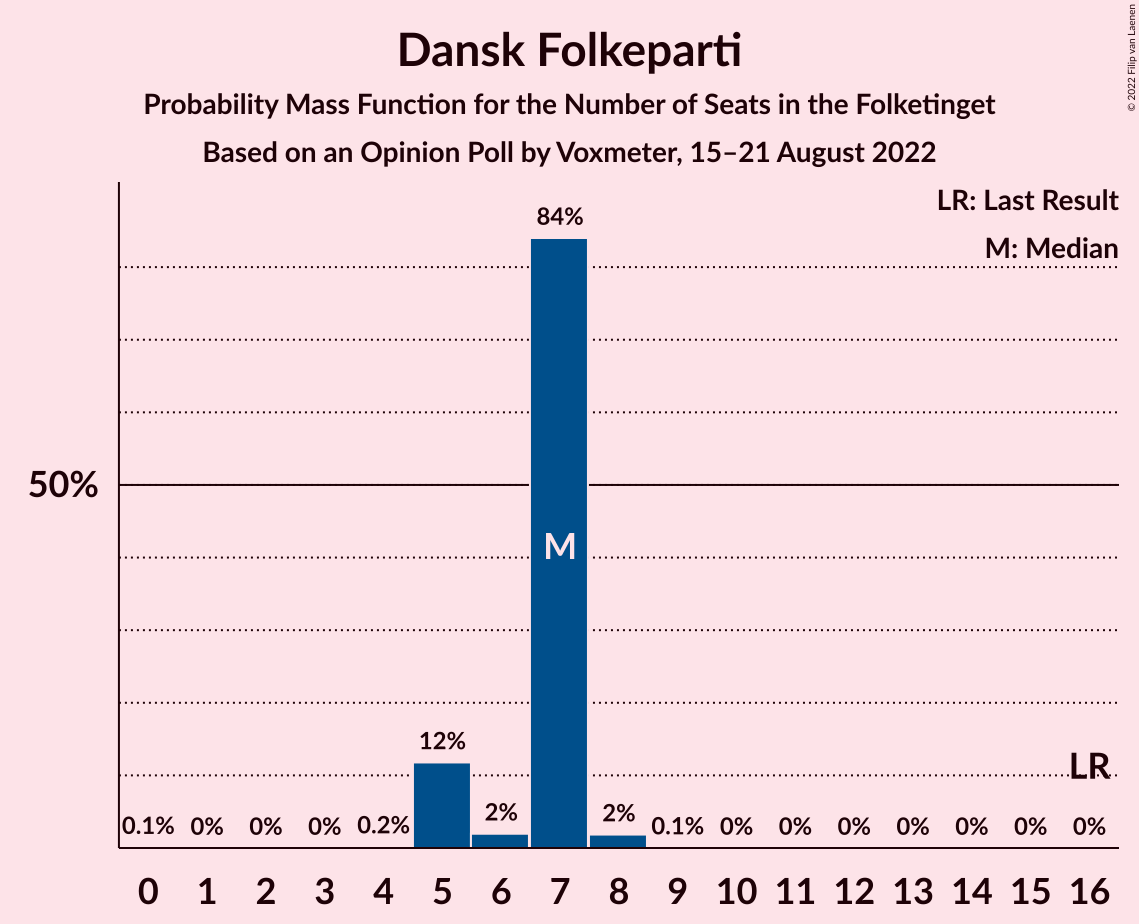 Dansk Folkeparti
Probability Mass Function for the Number of Seats in the Folketinget
Based on an Opinion Poll by Voxmeter, 15–21 August 2022
© 2022 Filip van Laenen
LR: Last Result
M: Median
84%
50%
M
12%
LR
0.1% 0% 0% 0% 0.2% 2% 2% 0.1% 0% 0% 0% 0% 0% 0% 0%
0 1 2 3 4 5 6 7 8 9 10 11 12 13 14 15 16